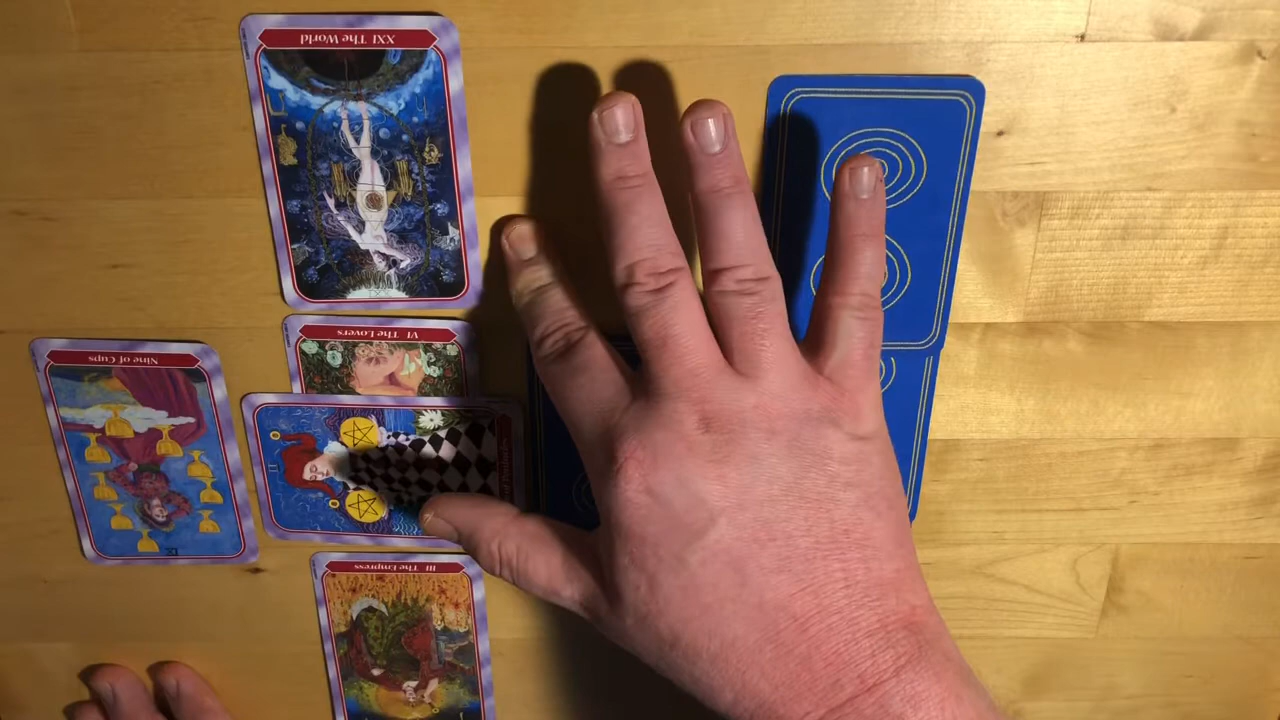 XXI The World
VI The Lovers
Nine of Cups
III The Empress